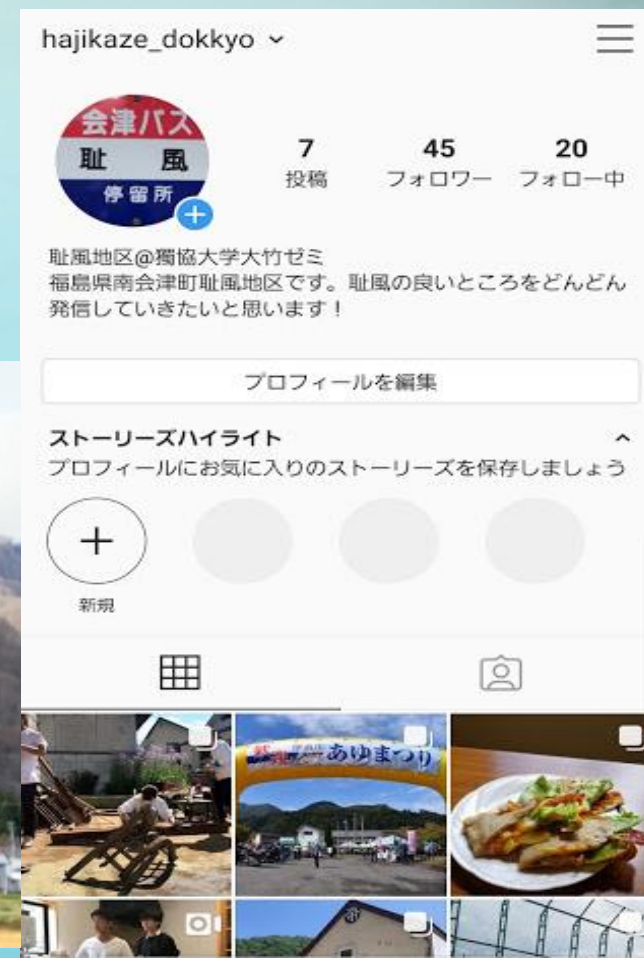 hajikaze_dokkyo
会津バス
耻 風
停留所
7
投稿
45
フォロワー
20
フォロー中
耻風地区@獨協大学大竹ゼミ
福島県南会津町耻風地区です。耻風の良いところをどんどん
発信していきたいと思います！
プロフィールを編集
ストーリーズハイライト
プロフィールにお気に入りのストーリーズを保存しましょう
新規
あゆまつり